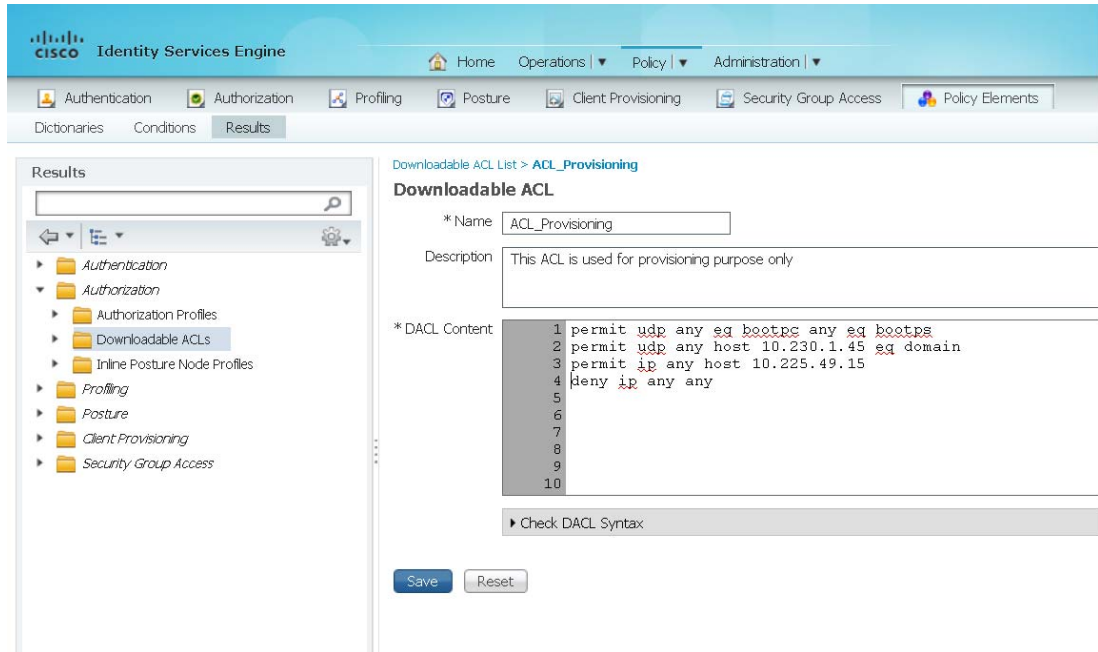 CISCO Identity Services Engine
Home Operations | ▼ Policy | ▼ Administration | ▼
Authentication Authorization Profiling Posture Client Provisioning Security Group Access Policy Elements
Dictionaries Conditions Results
Results
Authentication
Authorization
Authorization Profiles
Downloadable ACLs
Inline Posture Node Profiles
Profiling
Posture
Client Provisioning
Security Group Access
Downloadable ACL List > ACL_Provisioning
Downloadable ACL
* Name ACL_Provisioning
Description This ACL is used for provisioning purpose only
* DACL Content
1 permit udp any eq bootpc any eq bootps
2 permit udp any host 10.230.1.45 eq domain
3 permit ip any host 10.225.49.15
4 deny ip any any
5
6
7
8
9
10
Check DACL Syntax
Save Reset